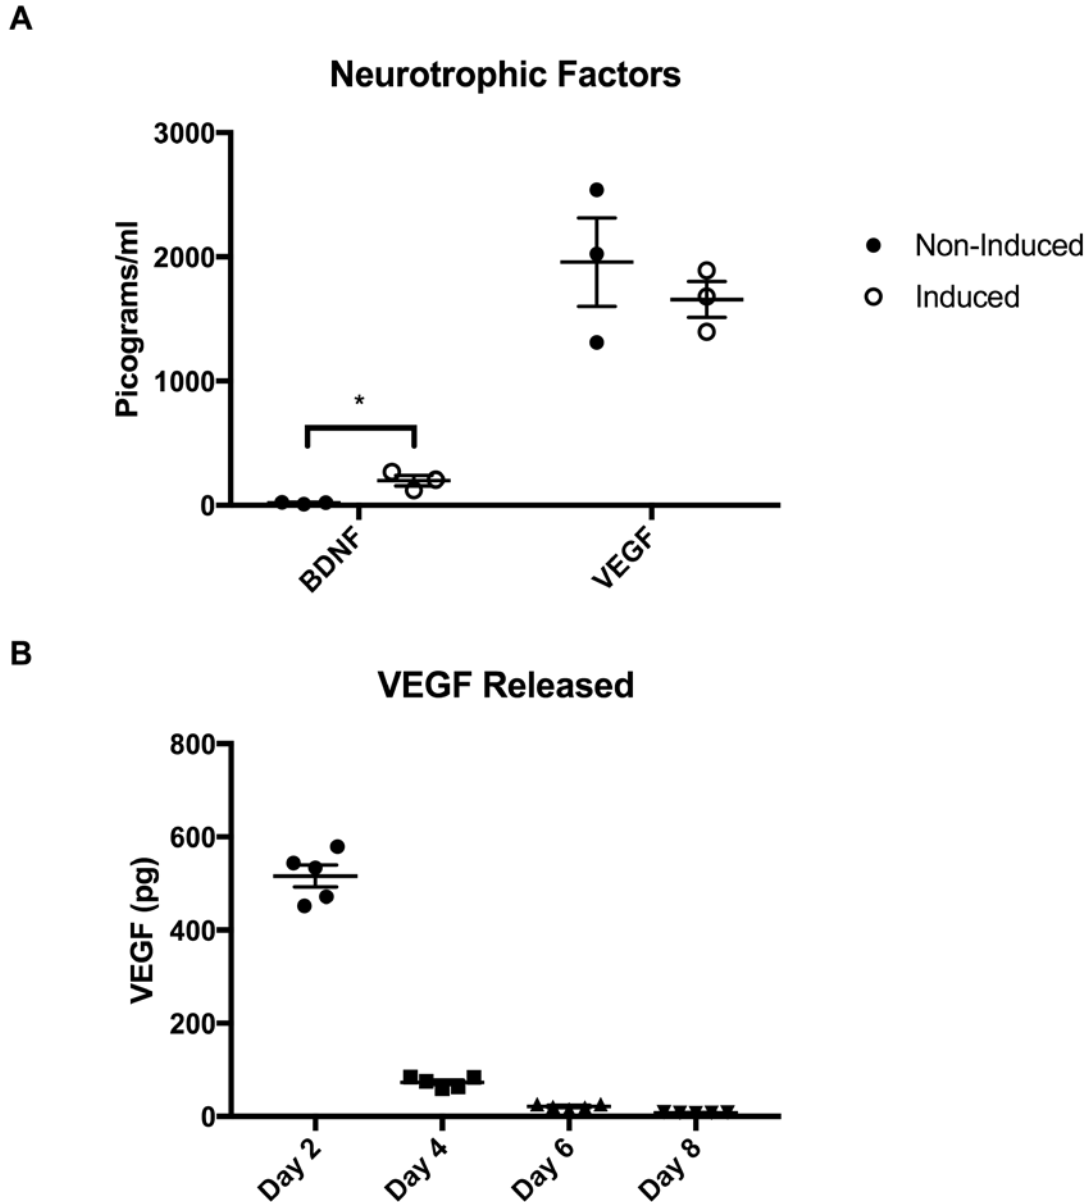 A
Neurotrophic Factors
3000
2000
1000
0
Picograms/ml
*
BDNF
VEGF
Non-Induced
Induced
B
VEGF Released
800
600
400
200
0
VEGF (pg)
Day 2
Day 4
Day 6
Day 8